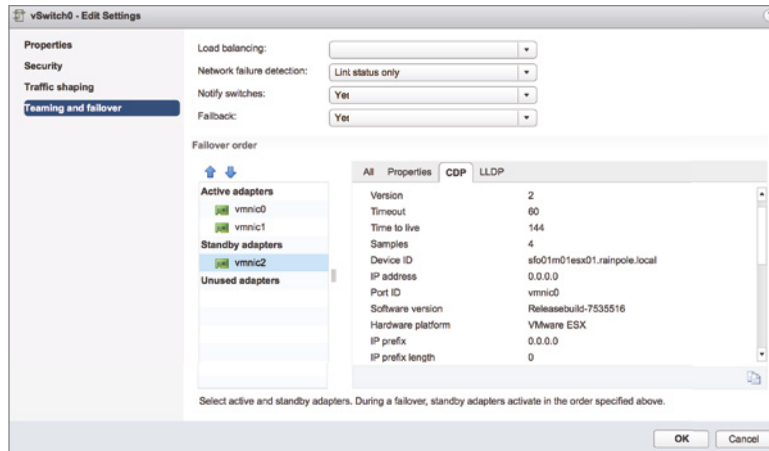 vSwitch0 - Edit Settings
Properties
Security
Traffic shaping
Teaming and failover
Load balancing:
Network failure detection: Lint status only
Notify switches: Yer
Failback: Yer
Failover order
All Properties CDP LLDP
Active adapters
vmnic0
vmnic1
Standby adapters
vmnic2
Unused adapters
Version 2
Timeout 60
Time to live 144
Samples 4
Device ID sfo01m01esx01.rainpole.local
IP address 0.0.0.0
Port ID vmnic0
Software version Releasebuild-7535516
Hardware platform VMware ESX
IP prefix 0.0.0.0
IP prefix length 0
Select active and standby adapters. During a failover, standby adapters activate in the order specified above.
OK Cancel